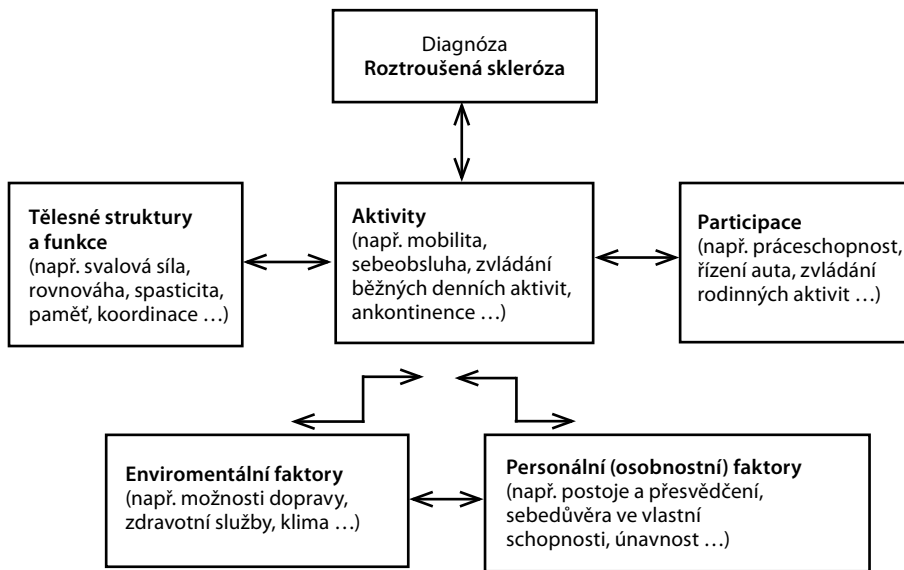 Diagnóza
Roztroušená skleróza
Tělesné struktury
a funkce
(např. svalová síla,
rovnováha, spasticita,
paměť, koordinace …)
Aktivity
(např. mobilita,
sebeobsluha, zvládání
běžných denních aktivit,
ankontinence …)
Participace
(např. práceschopnost,
řízení auta, zvládání
rodinných aktivit …)
Enviromentální faktory
(např. možnosti dopravy,
zdravotní služby, klima …)
Personální (osobnostní) faktory
(např. postoje a přesvědčení,
sebedůvěra ve vlastní
schopnosti, únavnost …)